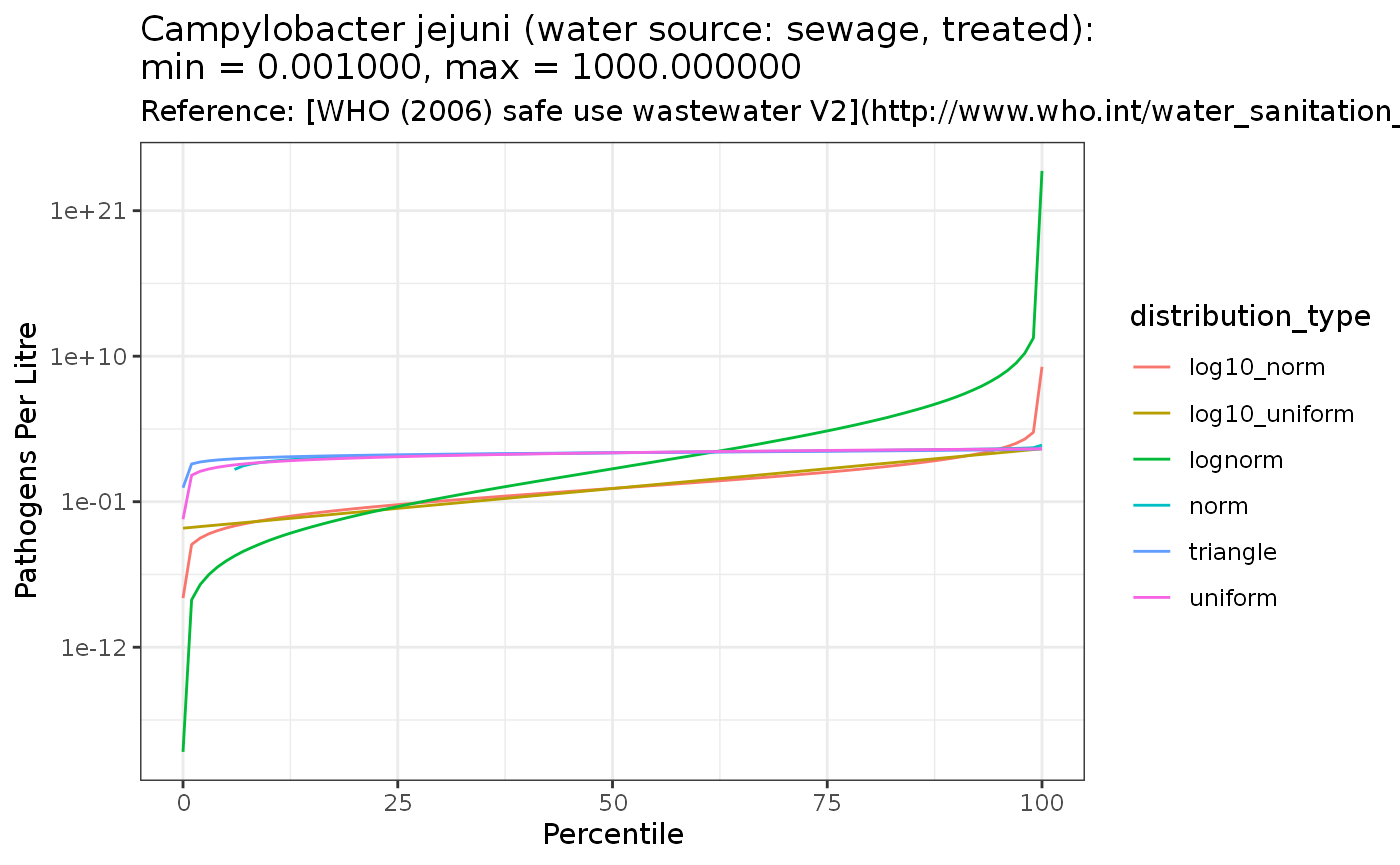 Campylobacter jejuni (water source: sewage, treated):
min = 0.001000, max = 1000.000000
Reference: [WHO (2006) safe use wastewater V2](http://www.who.int/water_sanitation_
1e+21
1e+10
1e-01
1e-12
Pathogens Per Litre
0 25 50 75 100
Percentile
distribution_type
log10_norm
log10_uniform
lognorm
norm
triangle
uniform